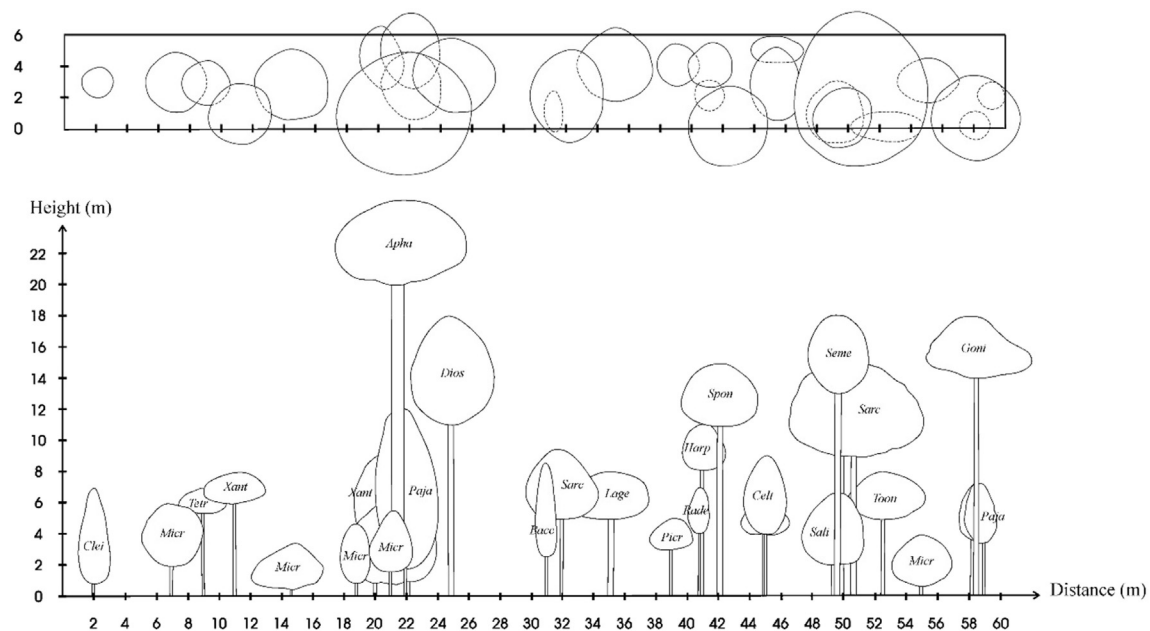 6
4
2
0
Height (m)
22
20
18
16
14
12
10
8
6
4
2
0
Apha
Dios
Seme
Goni
Spon
Sarc
Horp
Clei
Micr
Tetr
Xant
Micr
Xant
Paja
Micr
Micr
Bacc
Sarc
Lage
Picr
Rade
Celt
Sali
Toon
Micr
Paja
2 4 6 8 10 12 14 16 18 20 22 24 26 28 30 32 34 36 38 40 42 44 46 48 50 52 54 56 58 60
Distance (m)